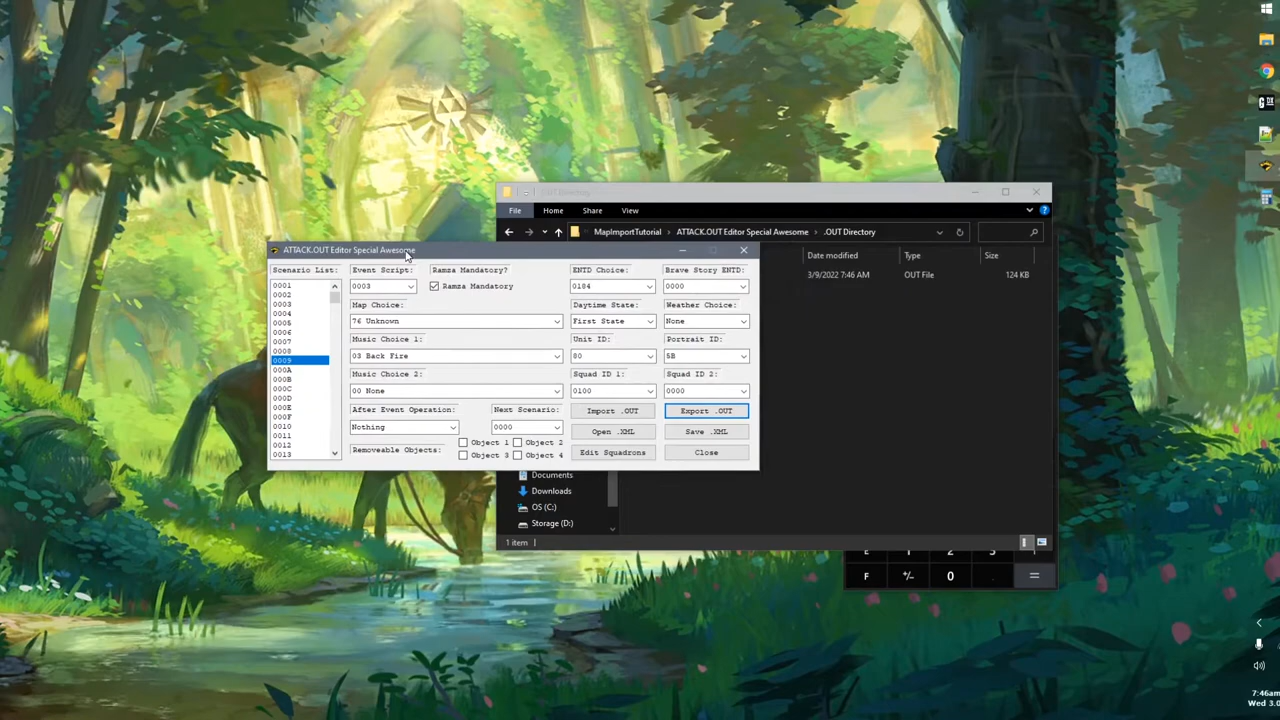 File Home Share View
MapImportTutorial ATTACK.OUT Editor Special Awesome .OUT Directory
ATTACK.OUT Editor Special Awesome
Date modified Type Size
3/9/2022 7:46 AM OUT File 124 KB
Scenario List: Event Script: Ramza Mandatory? ENTD Choice: Brave Story ENTD:
0001
0002
0003
0004
0005
0006
0007
0008
0009
000A
000B
000C
000D
000E
000F
0010
0011
0012
0013
0003 Ramza Mandatory 0184 0000
Map Choice: Daytime State: Weather Choice:
76 Unknown First State None
Music Choice 1: Unit ID: Portrait ID:
03 Back Fire 80 5B
Music Choice 2: Squad ID 1: Squad ID 2:
00 None 0100 0000
After Event Operation: Next Scenario: Import .OUT Export .OUT
Nothing 0000 Open .XML Save .XML
Removeable Objects: Object 1 Object 2
Object 3 Object 4
Edit Squadrons Close
Documents
Downloads
OS (C:)
Storage (D:)
1 item
F +/- 0 =
7:46am
Wed 3.0